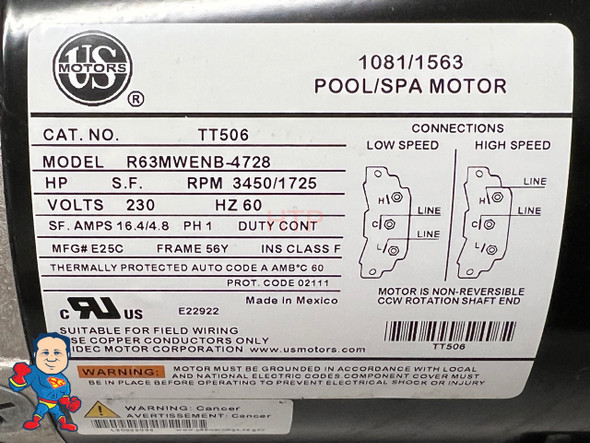 US
MOTORS
®
1081/1563
POOL/SPA MOTOR
CAT. NO. TT506
MODEL R63MWENB-4728
HP S.F. RPM 3450/1725
VOLTS 230 HZ 60
SF. AMPS 16.4/4.8 PH 1 DUTY CONT
MFG# E25C FRAME 56Y INS CLASS F
THERMALLY PROTECTED AUTO CODE A AMB°C 60
PROT. CODE 02111
Made in Mexico
C US E22922
SUITABLE FOR FIELD WIRING
USE COPPER CONDUCTORS ONLY
NIDEC MOTOR CORPORATION www.usmotors.com
CONNECTIONS
LOW SPEED HIGH SPEED
H H
LINE LINE
C C
LINE LINE
L L
MOTOR IS NON-REVERSIBLE
CCW ROTATION SHAFT END
TT506
HTP
WARNING: MOTOR MUST BE GROUNDED IN ACCORDANCE WITH LOCAL
AND NATIONAL ELECTRIC CODES COMPONENT COVER MUST
BE IN PLACE BEFORE OPERATING TO PREVENT ELECTRICAL SHOCK OR INJURY
WARNING: Cancer
AVERTISSEMENT: Cancer